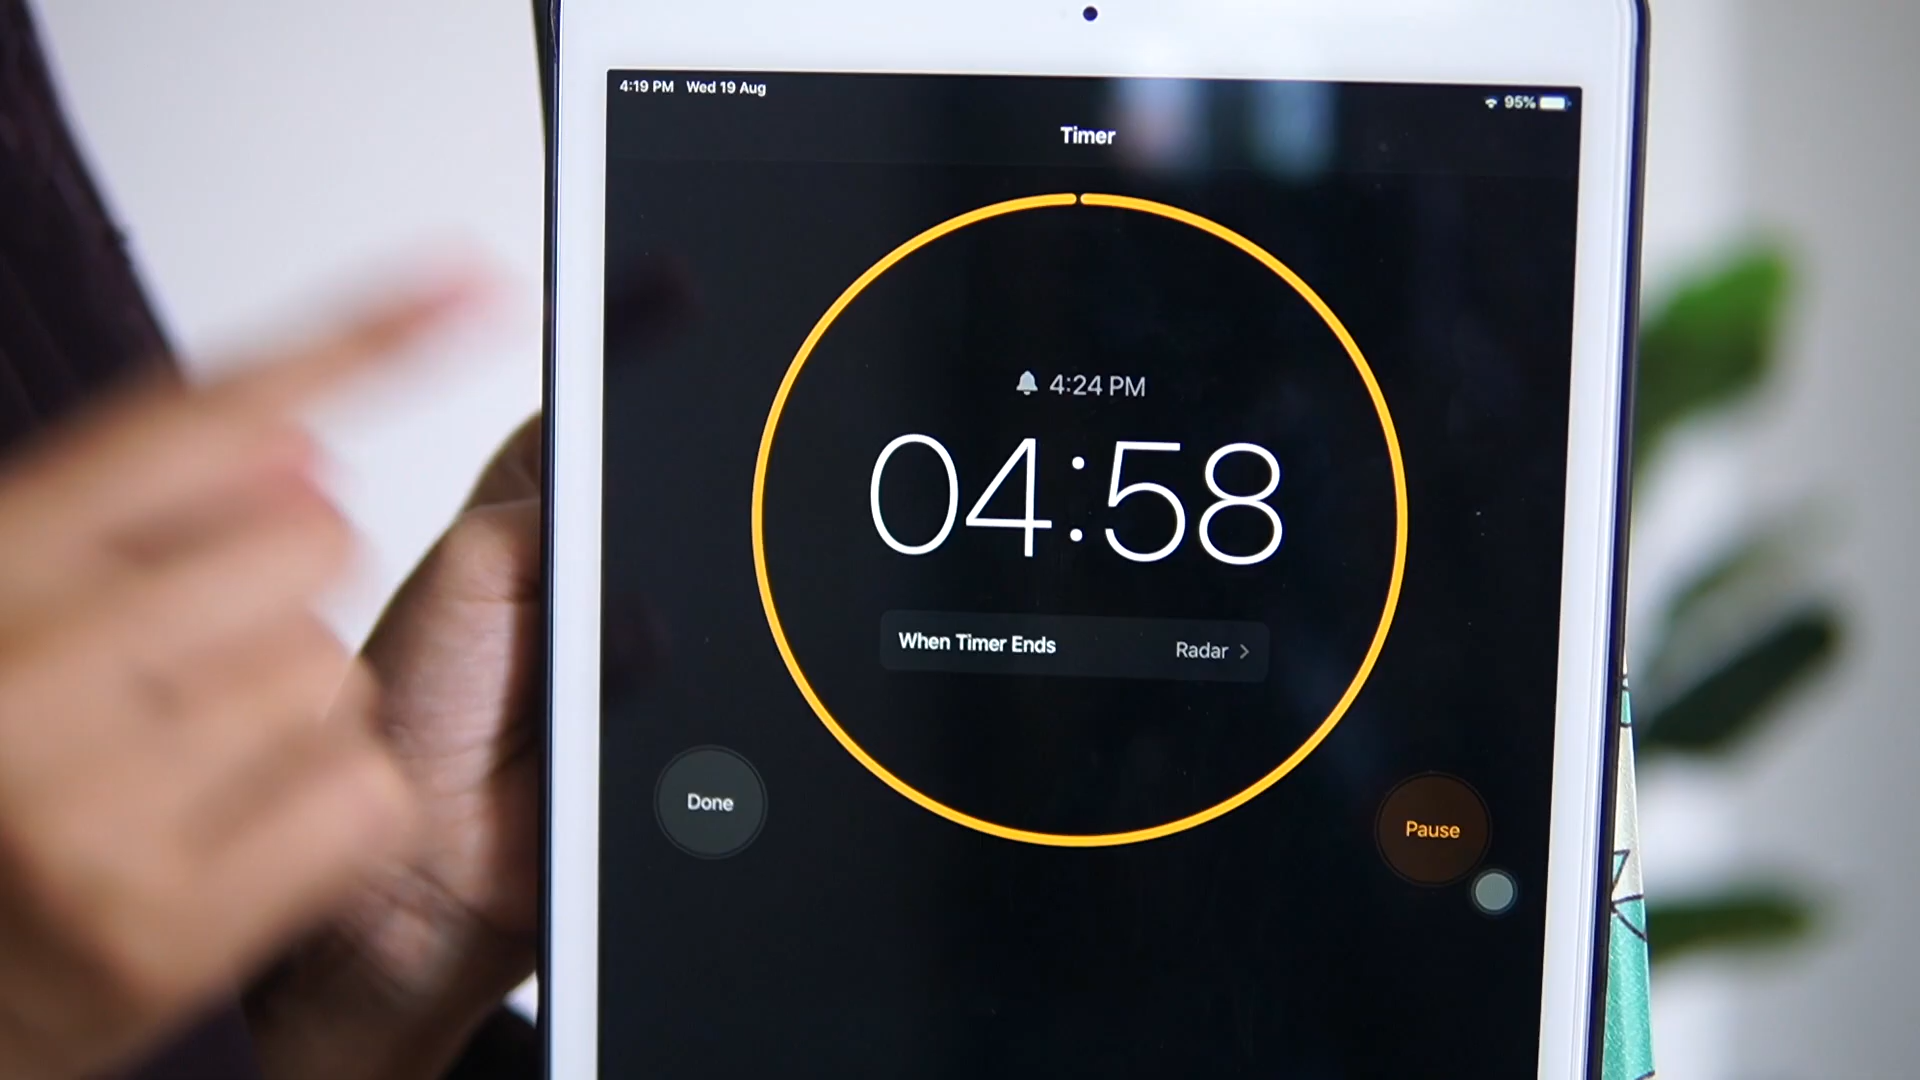 4:19 PM Wed 19 Aug
95%
Timer
4:24 PM
04:58
When Timer Ends Radar >
Done
Pause